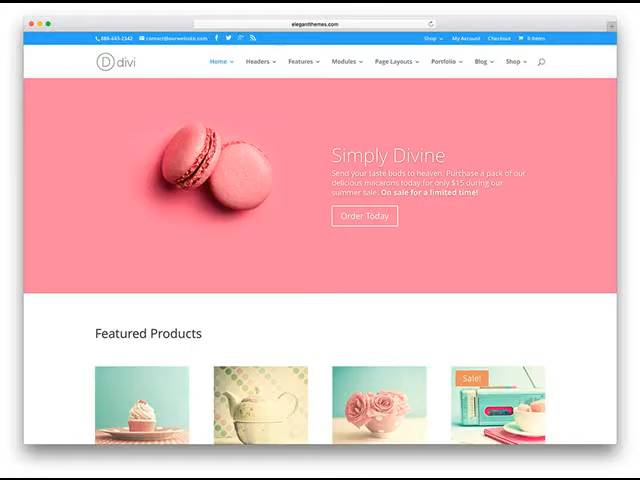 elegantthemes.com
880-643-2342 contact@ourwebsite.com Shop My Account Checkout 0 Items
D divi Home Headers Features Modules Page Layouts Portfolio Blog Shop
Simply Divine
Send your taste buds to heaven. Purchase a pack of our
delicious macarons today for only $15 during our
summer sale. On sale for a limited time!
Order Today
Featured Products
Sale!